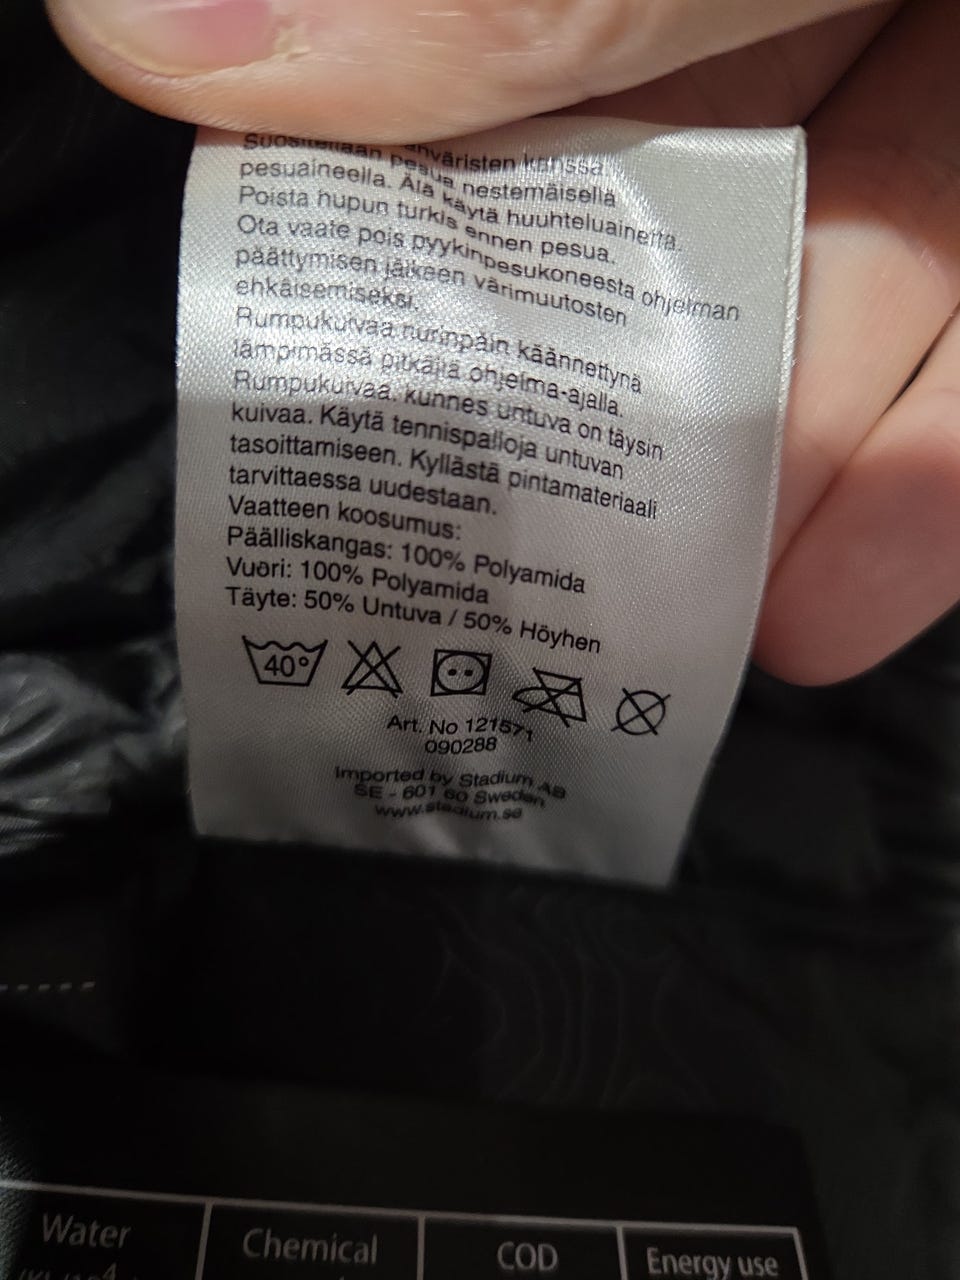 Suositellaan pesua nestemäisellä
pesuaineella. Älä käytä huuhteluainetta.
Poista hupun turkis ennen pesua.
Ota vaate pois pyykinpesukoneesta ohjelman
päättymisen jälkeen värimuutosten
ehkäisemiseksi.
Rumpukuivaa nurinpäin käännettynä
lämpimässä pitkällä ohjelma-ajalla.
Rumpukuivaa, kunnes untuva on täysin
kuivaa. Käytä tennispalloja untuvan
tasoittamiseen. Kyllästä pintamateriaali
tarvittaessa uudestaan.
Vaatteen koosumus:
Päälliskangas: 100% Polyamida
Vuori: 100% Polyamida
Täyte: 50% Untuva / 50% Höyhen
40°
Art. No 121571
090288
Imported by Stadium AB
SE - 601 60 Sweden
www.stadium.se
Water
Chemical
COD
Energy use